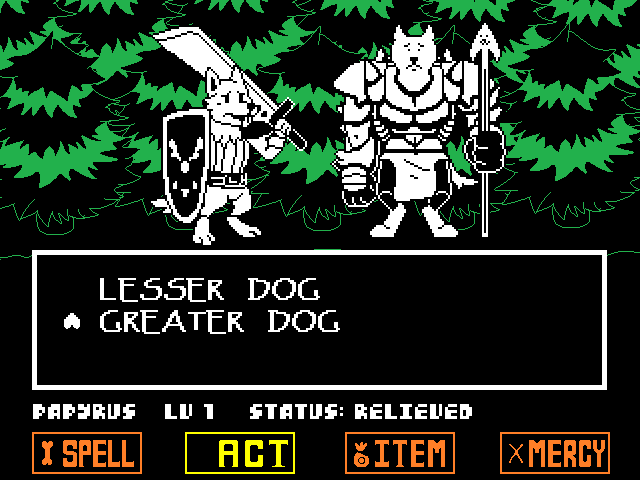 LESSER DOG
GREATER DOG
PAPYRUS LV 1 STATUS: RELIEVED
SPELL ACT ITEM MERCY